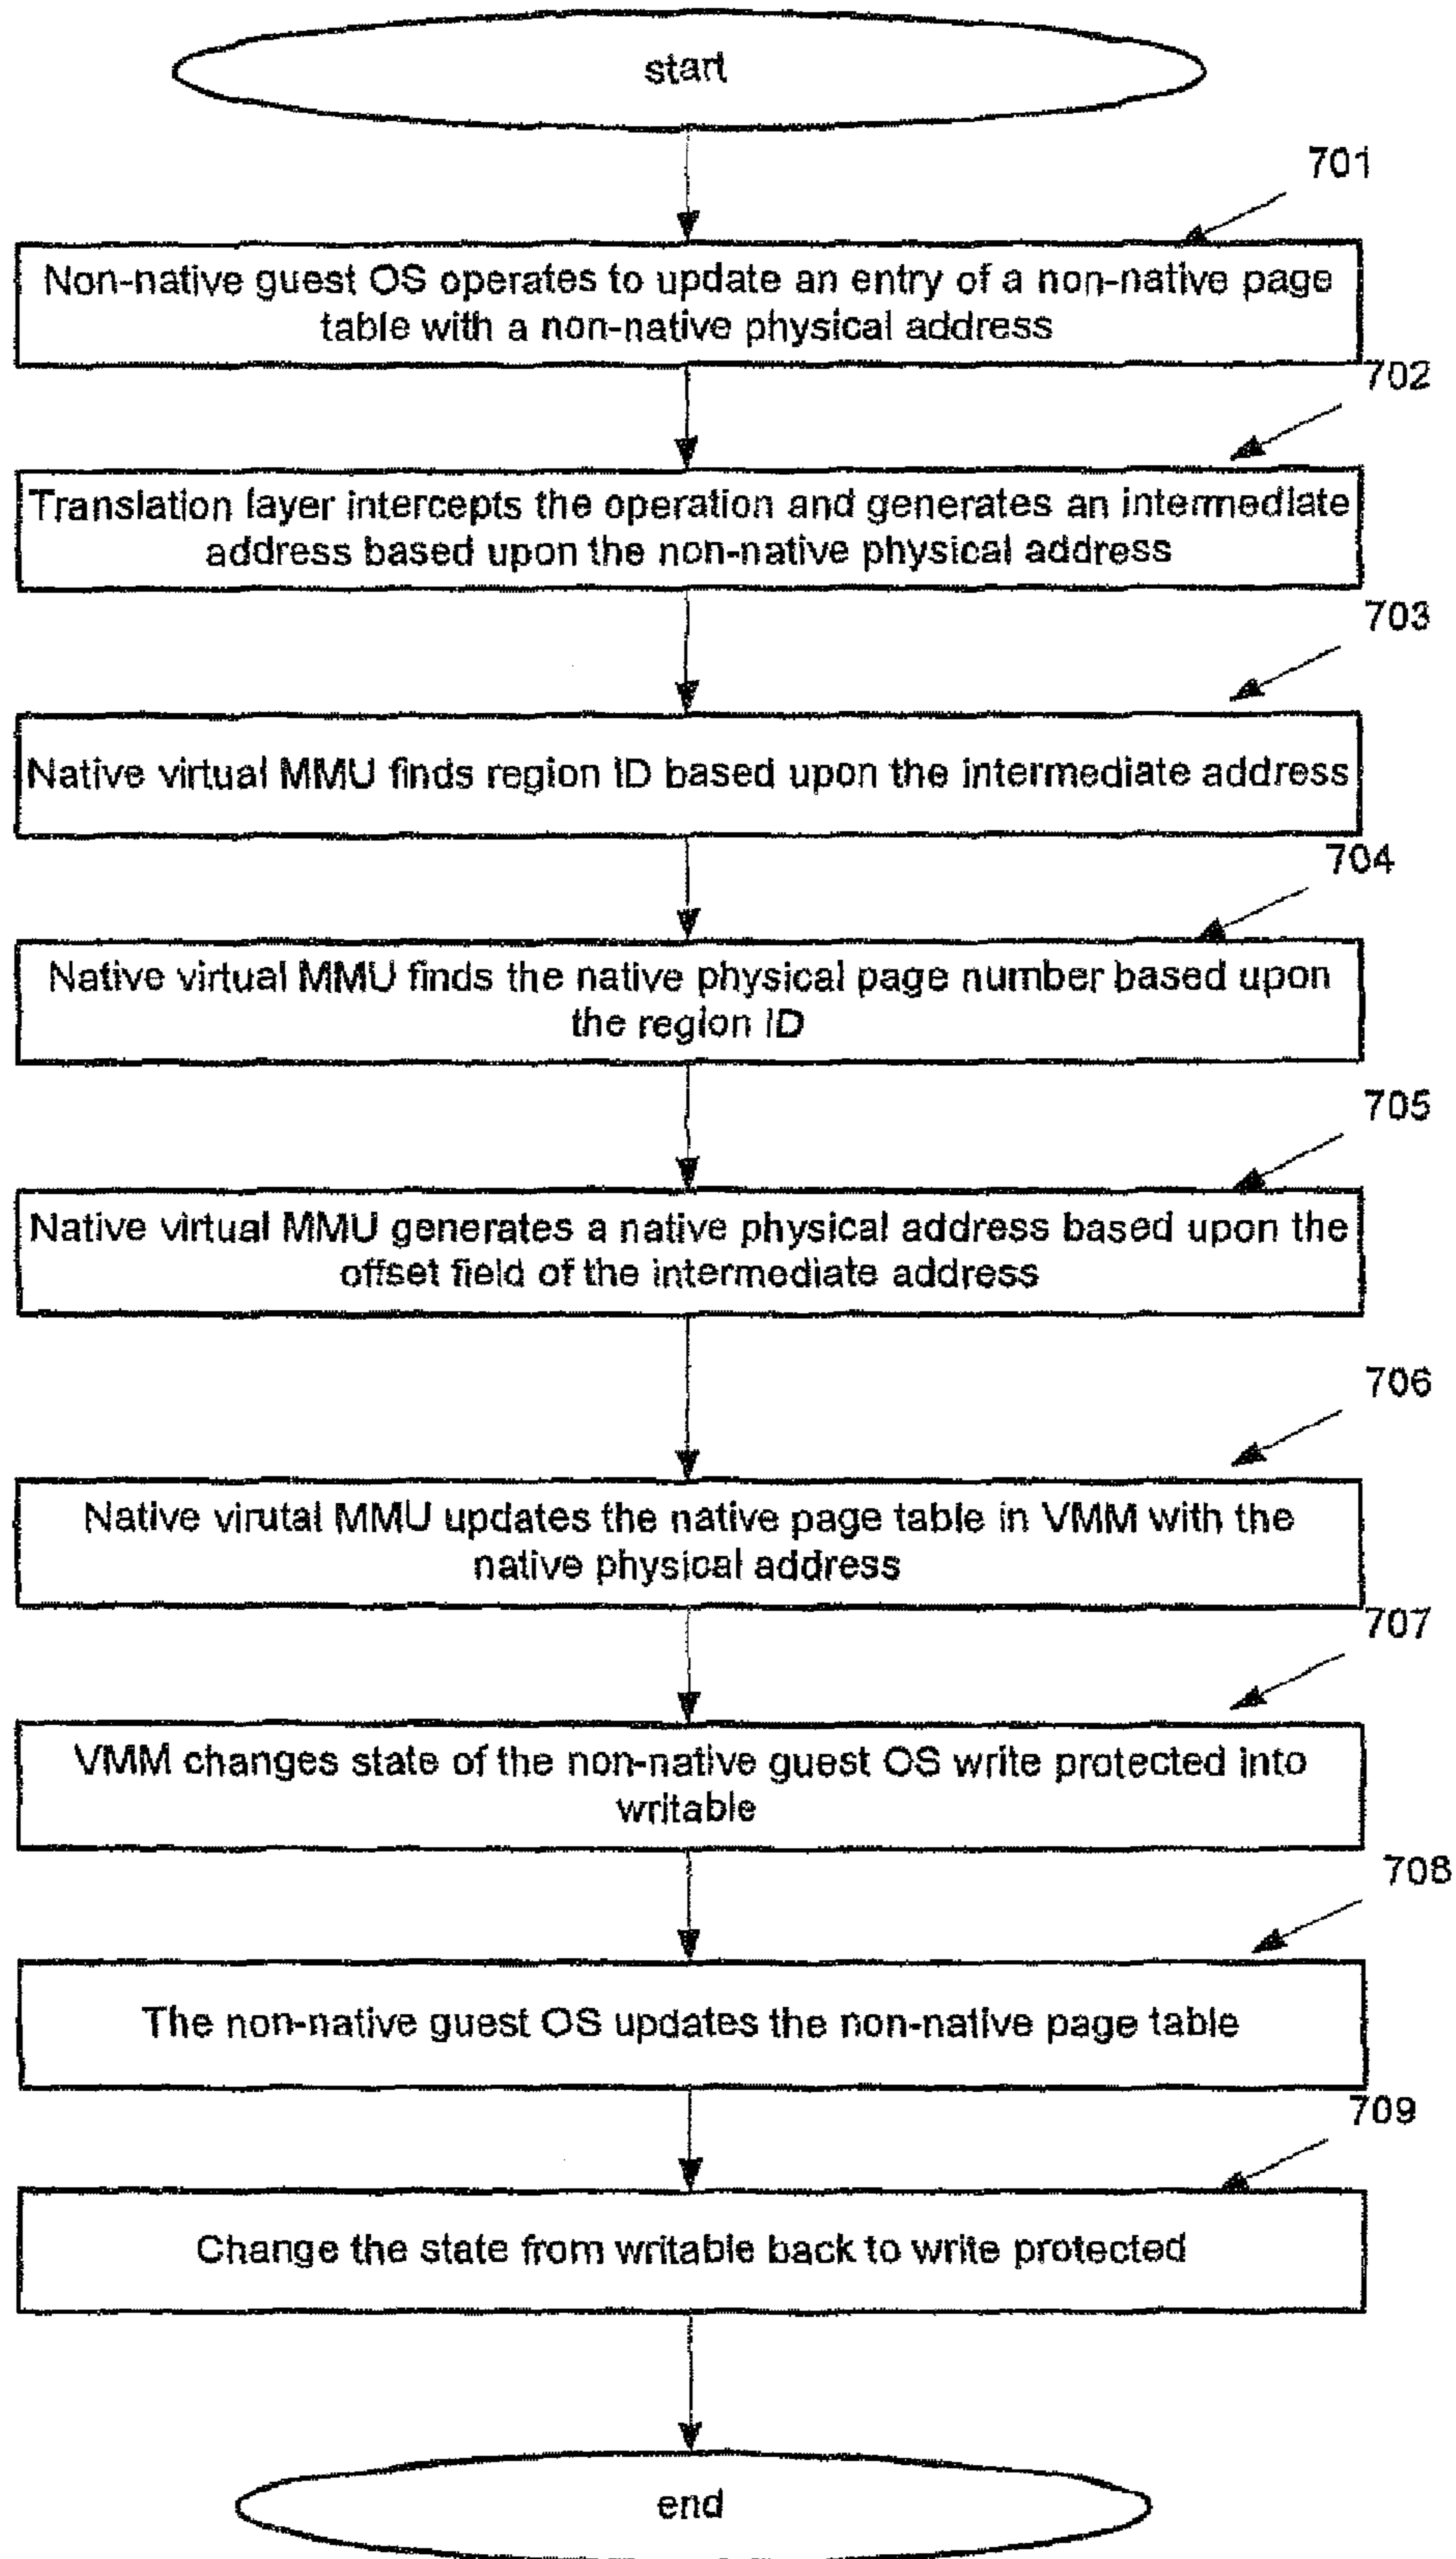 start
701
Non-native guest OS operates to update an entry of a non-native page
table with a non-native physical address
702
Translation layer intercepts the operation and generates an intermediate
address based upon the non-native physical address
703
Native virtual MMU finds region ID based upon the intermediate address
704
Native virtual MMU finds the native physical page number based upon
the region ID
705
Native virtual MMU generates a native physical address based upon the
offset field of the intermediate address
706
Native virutal MMU updates the native page table in VMM with the
native physical address
707
VMM changes state of the non-native guest OS write protected into
writable
708
The non-native guest OS updates the non-native page table
709
Change the state from writable back to write protected
end